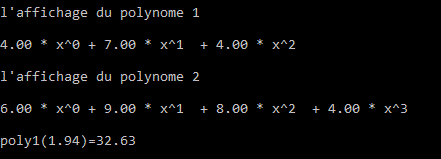 l'affichage du polynome 1
4.00 * x^0 + 7.00 * x^1  + 4.00 * x^2
l'affichage du polynome 2
6.00 * x^0 + 9.00 * x^1  + 8.00 * x^2  + 4.00 * x^3
poly1(1.94)=32.63